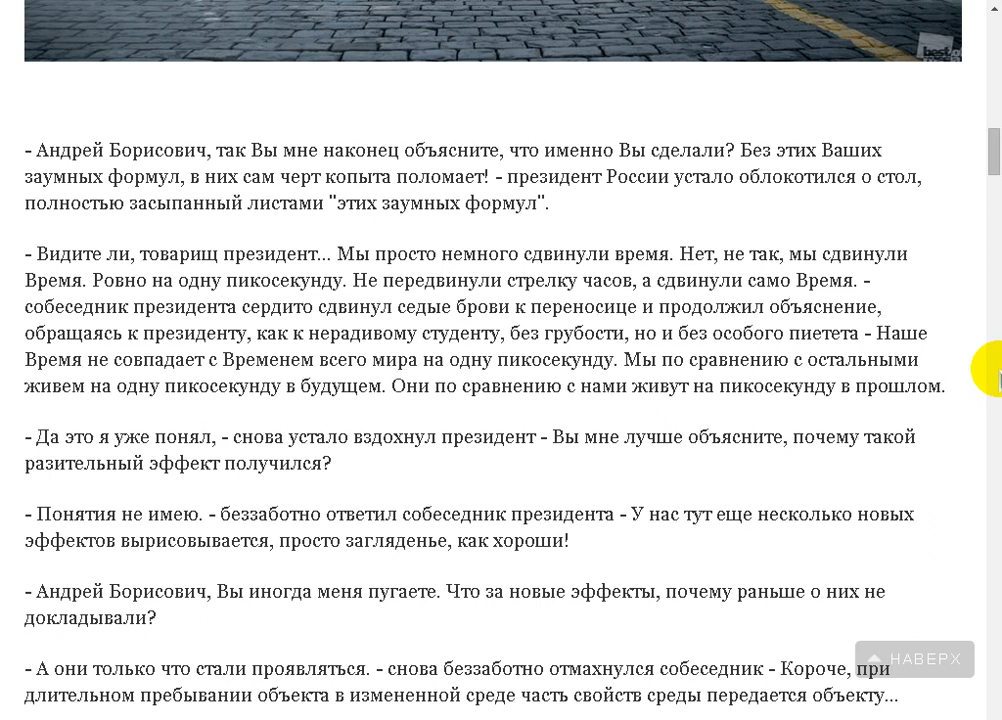 best
- Андрей Борисович, так Вы мне наконец объясните, что именно Вы сделали? Без этих Ваших
заумных формул, в них сам черт копыта поломает! - президент России устало облокотился о стол,
полностью засыпанный листами "этих заумных формул".
- Видите ли, товарищ президент... Мы просто немного сдвинули время. Нет, не так, мы сдвинули
Время. Ровно на одну пикосекунду. Не передвинули стрелку часов, а сдвинули само Время. -
собеседник президента сердито сдвинул седые брови к переносице и продолжил объяснение,
обращаясь к президенту, как к нерадивому студенту, без грубости, но и без особого пиетета - Наше
Время не совпадает с Временем всего мира на одну пикосекунду. Мы по сравнению с остальными
живем на одну пикосекунду в будущем. Они по сравнению с нами живут на пикосекунду в прошлом.
- Да это я уже понял, - снова устало вздохнул президент - Вы мне лучше объясните, почему такой
разительный эффект получился?
- Понятия не имею. - беззаботно ответил собеседник президента - У нас тут еще несколько новых
эффектов вырисовывается, просто загляденье, как хороши!
- Андрей Борисович, Вы иногда меня пугаете. Что за новые эффекты, почему раньше о них не
докладывали?
- А они только что стали проявляться. - снова беззаботно отмахнулся собеседник - Короче, при
длительном пребывании объекта в измененной среде часть свойств среды передается объекту...
НАВЕРХ